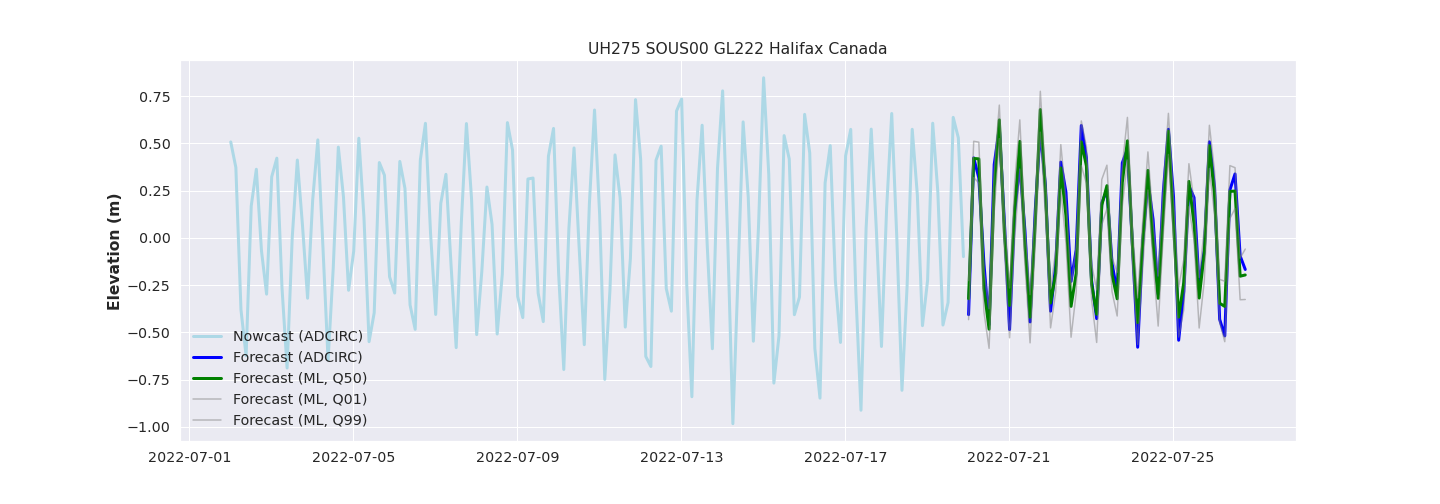 UH275 SOUS00 GL222 Halifax Canada
Elevation (m)
0.75
0.50
0.25
0.00
−0.25
−0.50
−0.75
−1.00
Nowcast (ADCIRC)
Forecast (ADCIRC)
Forecast (ML, Q50)
Forecast (ML, Q01)
Forecast (ML, Q99)
2022-07-01 2022-07-05 2022-07-09 2022-07-13 2022-07-17 2022-07-21 2022-07-25